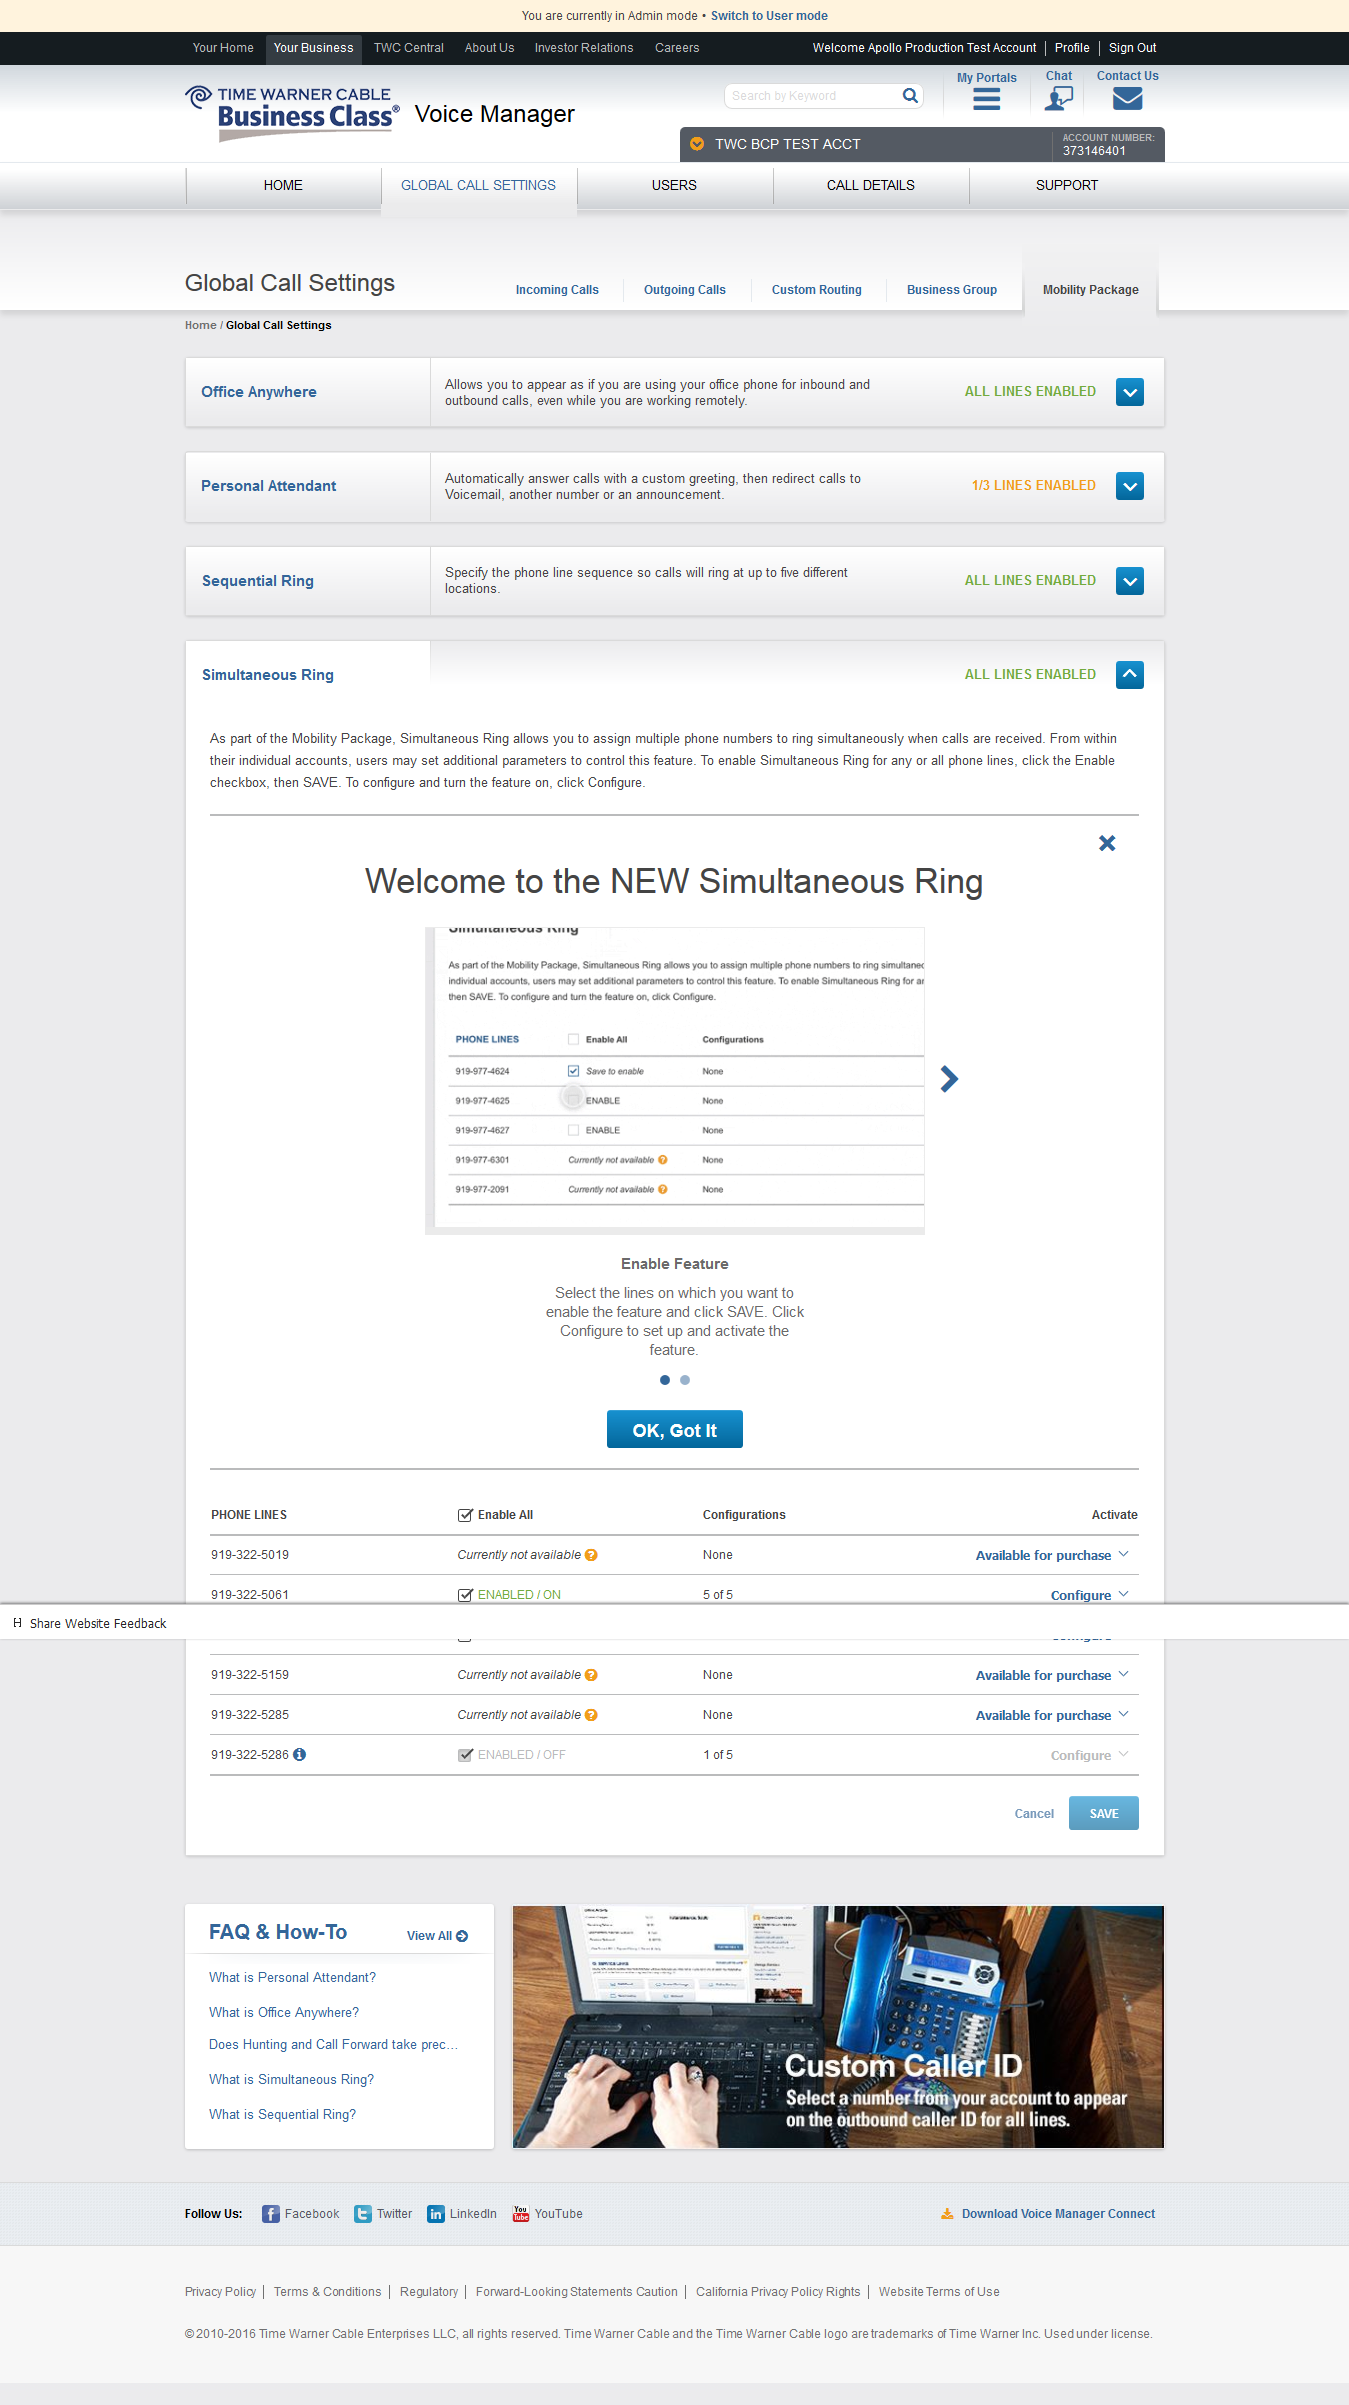 You are currently in Admin mode • Switch to User mode
Your Home Your Business TWC Central About Us Investor Relations Careers Welcome Apollo Production Test Account Profile Sign Out
TIME WARNER CABLE
Business Class®
Voice Manager
Search by Keyword
My Portals
Chat
Contact Us
TWC BCP TEST ACCT
ACCOUNT NUMBER:
373146401
HOME GLOBAL CALL SETTINGS USERS CALL DETAILS SUPPORT
Global Call Settings
Incoming Calls Outgoing Calls Custom Routing Business Group Mobility Package
Home / Global Call Settings
Office Anywhere
Allows you to appear as if you are using your office phone for inbound and
outbound calls, even while you are working remotely.
ALL LINES ENABLED
Personal Attendant
Automatically answer calls with a custom greeting, then redirect calls to
Voicemail, another number or an announcement.
1/3 LINES ENABLED
Sequential Ring
Specify the phone line sequence so calls will ring at up to five different
locations.
ALL LINES ENABLED
Simultaneous Ring
ALL LINES ENABLED
As part of the Mobility Package, Simultaneous Ring allows you to assign multiple phone numbers to ring simultaneously when calls are received. From within
their individual accounts, users may set additional parameters to control this feature. To enable Simultaneous Ring for any or all phone lines, click the Enable
checkbox, then SAVE. To configure and turn the feature on, click Configure.
Welcome to the NEW Simultaneous Ring
Simultaneous Ring
As part of the Mobility Package, Simultaneous Ring allows you to assign multiple phone numbers to ring simultanec
individual accounts, users may set additional parameters to control this feature. To enable Simultaneous Ring for ar
then SAVE. To configure and turn the feature on, click Configure.
PHONE LINES Enable All Configurations
919-977-4624 Save to enable None
919-977-4625 ENABLE None
919-977-4627 ENABLE None
919-977-6301 Currently not available ? None
919-977-2091 Currently not available ? None
Enable Feature
Select the lines on which you want to
enable the feature and click SAVE. Click
Configure to set up and activate the
feature.
OK, Got It
PHONE LINES Enable All Configurations Activate
919-322-5019 Currently not available ? None Available for purchase
919-322-5061 ENABLED / ON 5 of 5 Configure
H Share Website Feedback
919-322-5159 Currently not available ? None Available for purchase
919-322-5285 Currently not available ? None Available for purchase
919-322-5286 i ENABLED / OFF 1 of 5 Configure
Cancel SAVE
FAQ & How-To
View All
What is Personal Attendant?
What is Office Anywhere?
Does Hunting and Call Forward take prec...
What is Simultaneous Ring?
What is Sequential Ring?
Custom Caller ID
Select a number from your account to appear
on the outbound caller ID for all lines.
Follow Us: Facebook Twitter LinkedIn You Tube YouTube Download Voice Manager Connect
Privacy Policy Terms & Conditions Regulatory Forward-Looking Statements Caution California Privacy Policy Rights Website Terms of Use
© 2010-2016 Time Warner Cable Enterprises LLC, all rights reserved. Time Warner Cable and the Time Warner Cable logo are trademarks of Time Warner Inc. Used under license.